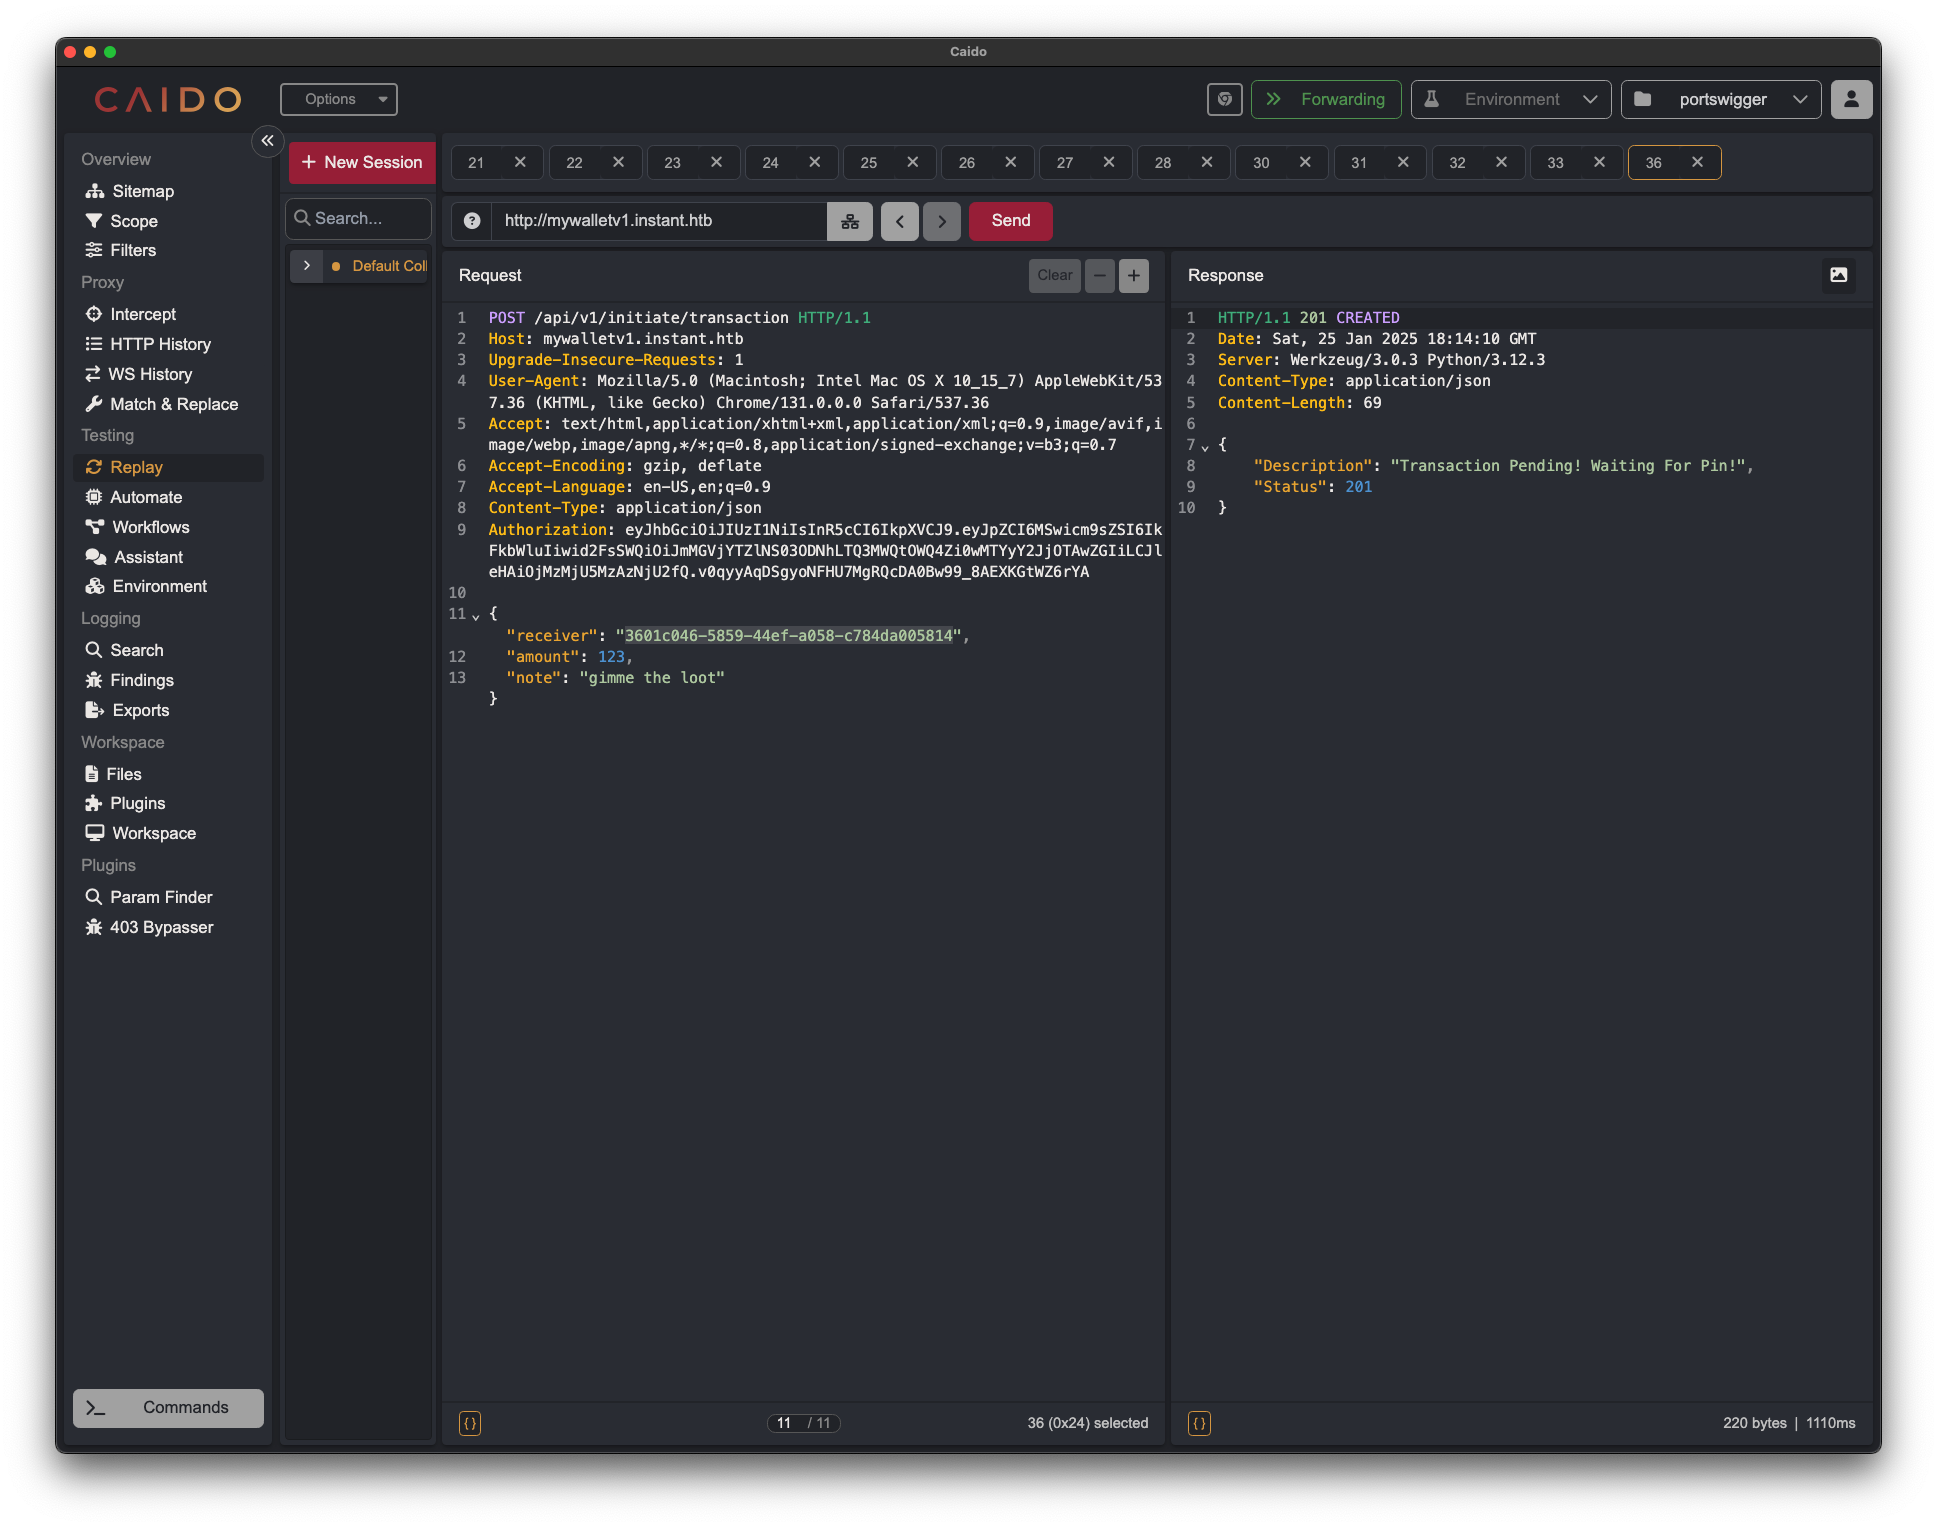 Caido
CAIDO
Options
Forwarding
Environment
portswigger
Overview
Sitemap
Scope
Filters
Proxy
Intercept
HTTP History
WS History
Match & Replace
Testing
Replay
Automate
Workflows
Assistant
Environment
Logging
Search
Findings
Exports
Workspace
Files
Plugins
Workspace
Plugins
Param Finder
403 Bypasser
Commands
+ New Session
Search...
Default Coll
21 22 23 24 25 26 27 28 30 31 32 33 36
http://mywalletv1.instant.htb
Send
Request
Clear
1 POST /api/v1/initiate/transaction HTTP/1.1
2 Host: mywalletv1.instant.htb
3 Upgrade-Insecure-Requests: 1
4 User-Agent: Mozilla/5.0 (Macintosh; Intel Mac OS X 10_15_7) AppleWebKit/53
7.36 (KHTML, like Gecko) Chrome/131.0.0.0 Safari/537.36
5 Accept: text/html,application/xhtml+xml,application/xml;q=0.9,image/avif,i
mage/webp,image/apng,*/*;q=0.8,application/signed-exchange;v=b3;q=0.7
6 Accept-Encoding: gzip, deflate
7 Accept-Language: en-US,en;q=0.9
8 Content-Type: application/json
9 Authorization: eyJhbGciOiJIUzI1NiIsInR5cCI6IkpXVCJ9.eyJpZCI6MSwicm9sZSI6Ik
FkbWluIiwid2FsSWQiOiJmMGVjYTZlNS03ODNhLTQ3MWQtOWQ4Zi0wMTYyY2JjOTAwZGIiLCJl
eHAiOjMzMjU5MzAzNjU2fQ.v0qyyAqDSgyoNFHU7MgRQcDA0Bw99_8AEXKGtWZ6rYA
10
11 {
"receiver": "3601c046-5859-44ef-a058-c784da005814",
12 "amount": 123,
13 "note": "gimme the loot"
}
{}
11 / 11
36 (0x24) selected
Response
1 HTTP/1.1 201 CREATED
2 Date: Sat, 25 Jan 2025 18:14:10 GMT
3 Server: Werkzeug/3.0.3 Python/3.12.3
4 Content-Type: application/json
5 Content-Length: 69
6
7 {
8 "Description": "Transaction Pending! Waiting For Pin!",
9 "Status": 201
10 }
{}
220 bytes | 1110ms